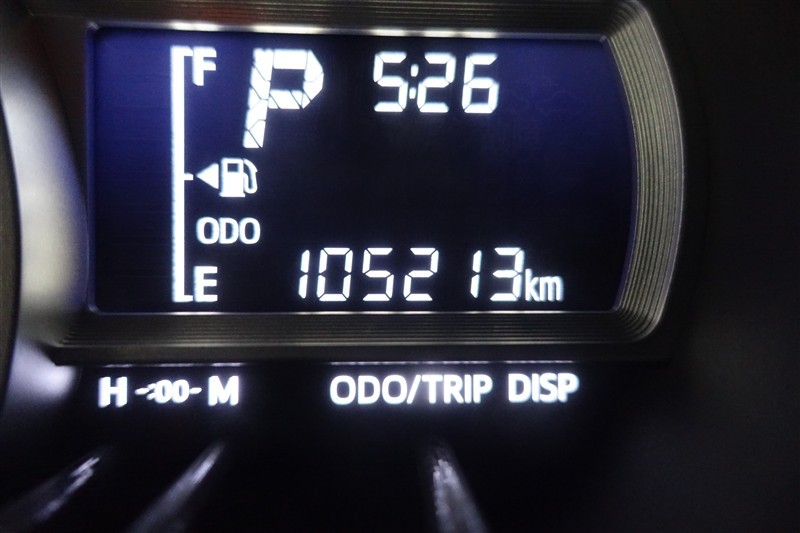 F P 5:26
ODO
E 105213km
H -:00- M ODO/TRIP DISP